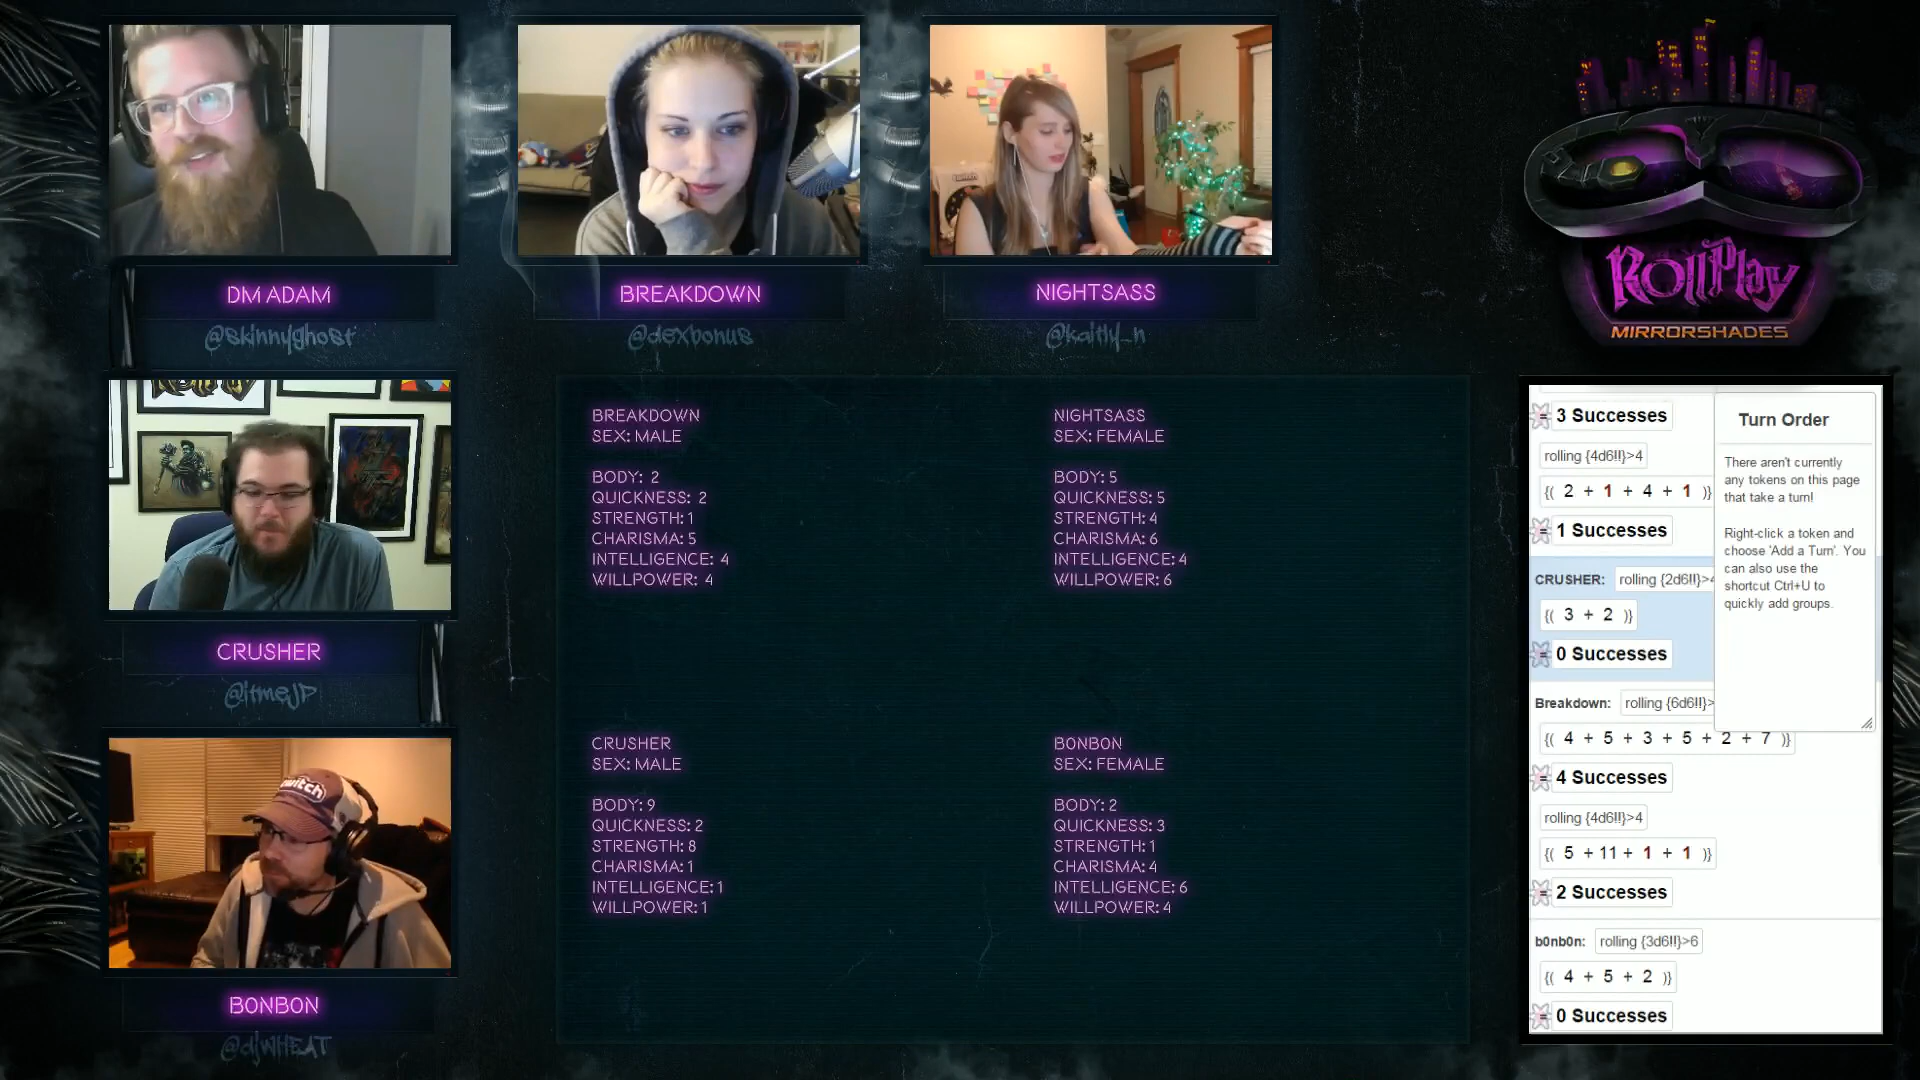 DM ADAM
@skinnyghost
BREAKDOWN
@dexbonus
NIGHTSASS
@kaitly_n
ROLLPLAY
MIRRORSHADES
CRUSHER
@itmeJP
twitch
BONBON
@djWHEAT
BREAKDOWN
SEX: MALE
BODY: 2
QUICKNESS: 2
STRENGTH: 1
CHARISMA: 5
INTELLIGENCE: 4
WILLPOWER: 4
NIGHTSASS
SEX: FEMALE
BODY: 5
QUICKNESS: 5
STRENGTH: 4
CHARISMA: 6
INTELLIGENCE: 4
WILLPOWER: 6
CRUSHER
SEX: MALE
BODY: 9
QUICKNESS: 2
STRENGTH: 8
CHARISMA: 1
INTELLIGENCE: 1
WILLPOWER: 1
BONBON
SEX: FEMALE
BODY: 2
QUICKNESS: 3
STRENGTH: 1
CHARISMA: 4
INTELLIGENCE: 6
WILLPOWER: 4
= 3 Successes
rolling {4d6!!}>4
{( 2 + 1 + 4 + 1 )}
= 1 Successes
CRUSHER: rolling {2d6!!}>4
{( 3 + 2 )}
= 0 Successes
Breakdown: rolling {6d6!!}>
{( 4 + 5 + 3 + 5 + 2 + 7 )}
= 4 Successes
rolling {4d6!!}>4
{( 5 + 11 + 1 + 1 )}
= 2 Successes
b0nb0n: rolling {3d6!!}>6
{( 4 + 5 + 2 )}
= 0 Successes
Turn Order
There aren't currently
any tokens on this page
that take a turn!
Right-click a token and
choose 'Add a Turn'. You
can also use the
shortcut Ctrl+U to
quickly add groups.